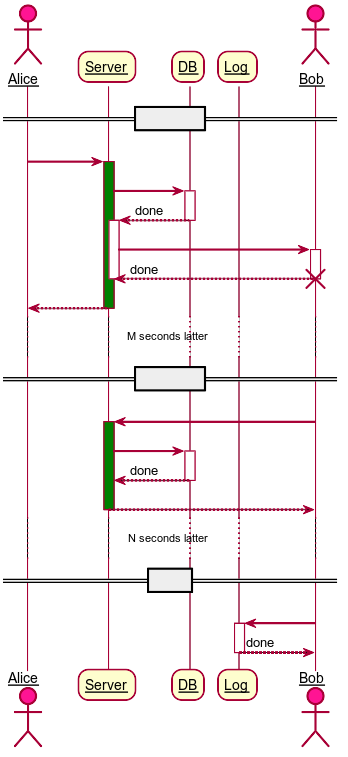 Alice
Server
DB
Log
Bob
done
done
M seconds latter
done
N seconds latter
done
Alice
Server
DB
Log
Bob